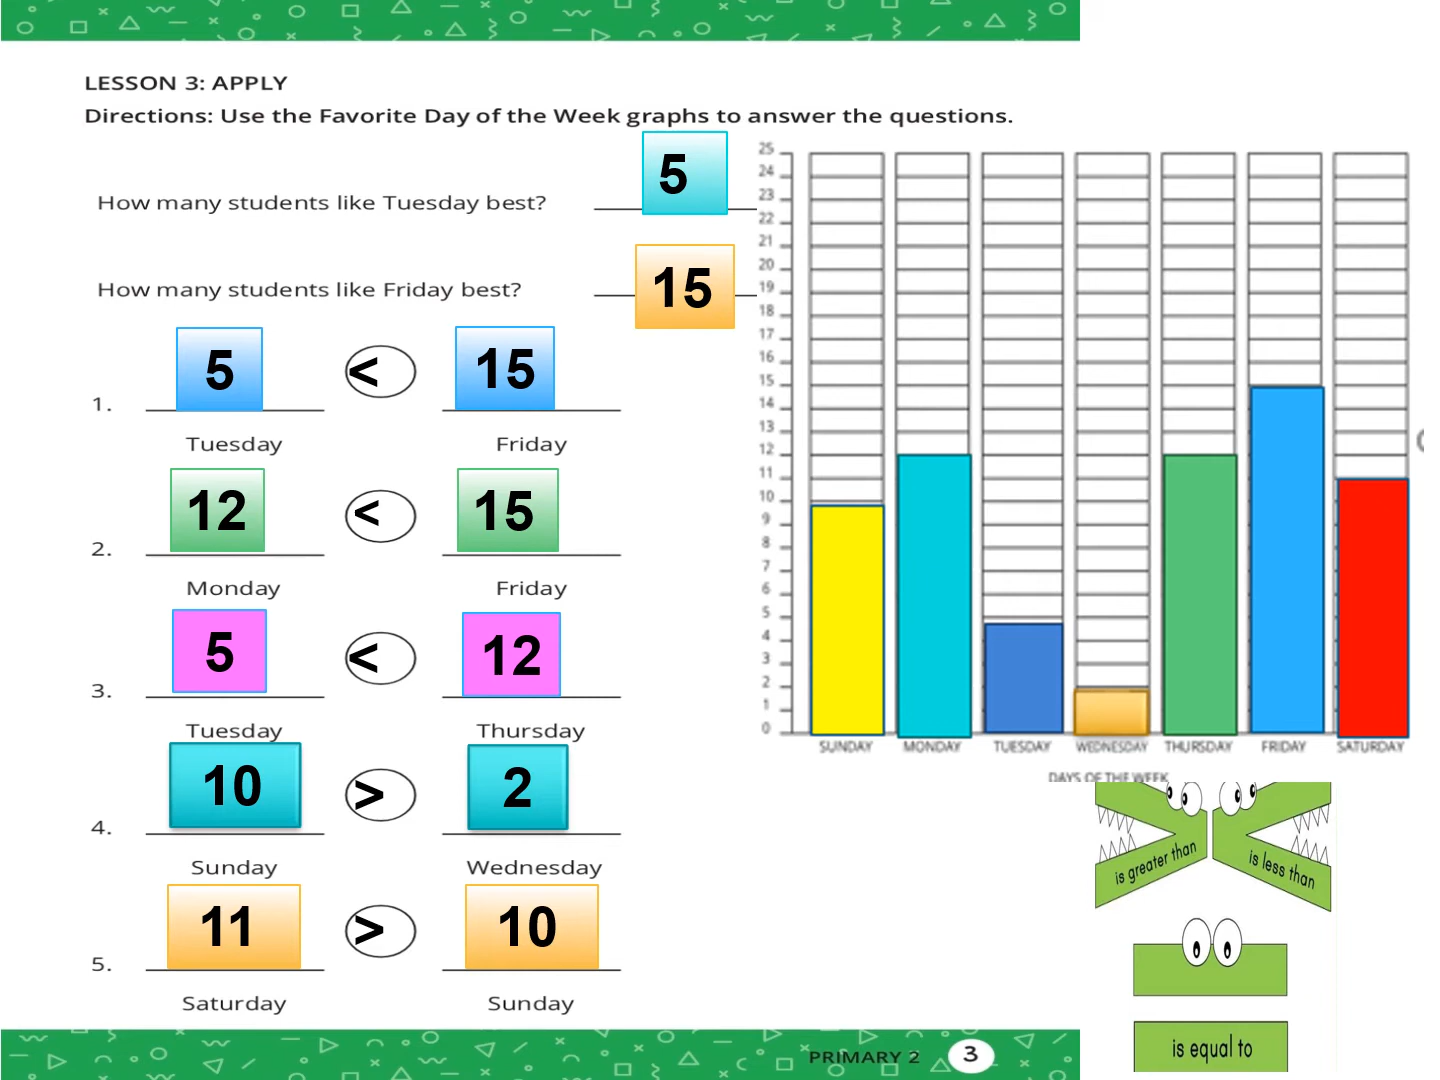 LESSON 3: APPLY
Directions: Use the Favorite Day of the Week graphs to answer the questions.
How many students like Tuesday best? 5
How many students like Friday best? 15
1. 5 < 15
Tuesday Friday
2. 12 < 15
Monday Friday
3. 5 < 12
Tuesday Thursday
4. 10 > 2
Sunday Wednesday
5. 11 > 10
Saturday Sunday
25
24
23
22
21
20
19
18
17
16
15
14
13
12
11
10
9
8
7
6
5
4
3
2
1
0
SUNDAY MONDAY TUESDAY WEDNESDAY THURSDAY FRIDAY SATURDAY
DAYS OF THE WEEK
is greater than
is less than
is equal to
PRIMARY 2 3